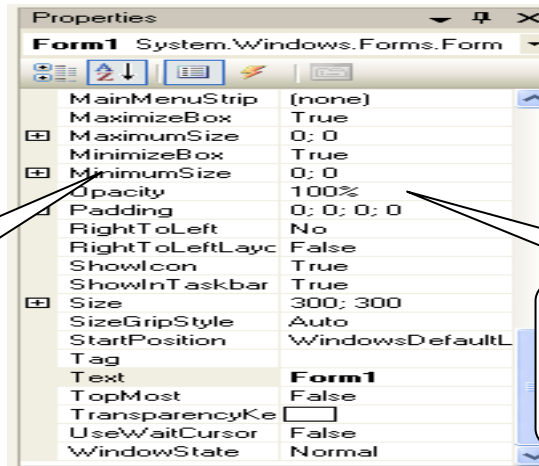 Properties
Form1 System.Windows.Forms.Form
MainMenuStrip (none)
MaximizeBox True
MaximumSize 0; 0
MinimizeBox True
MinimumSize 0; 0
Opacity 100%
Padding 0; 0; 0; 0
RightToLeft No
RightToLeftLayc False
ShowIcon True
ShowInTaskbar True
Size 300; 300
SizeGripStyle Auto
StartPosition WindowsDefaultL
Tag
Text Form1
TopMost False
TransparencyKe
UseWaitCursor False
WindowState Normal